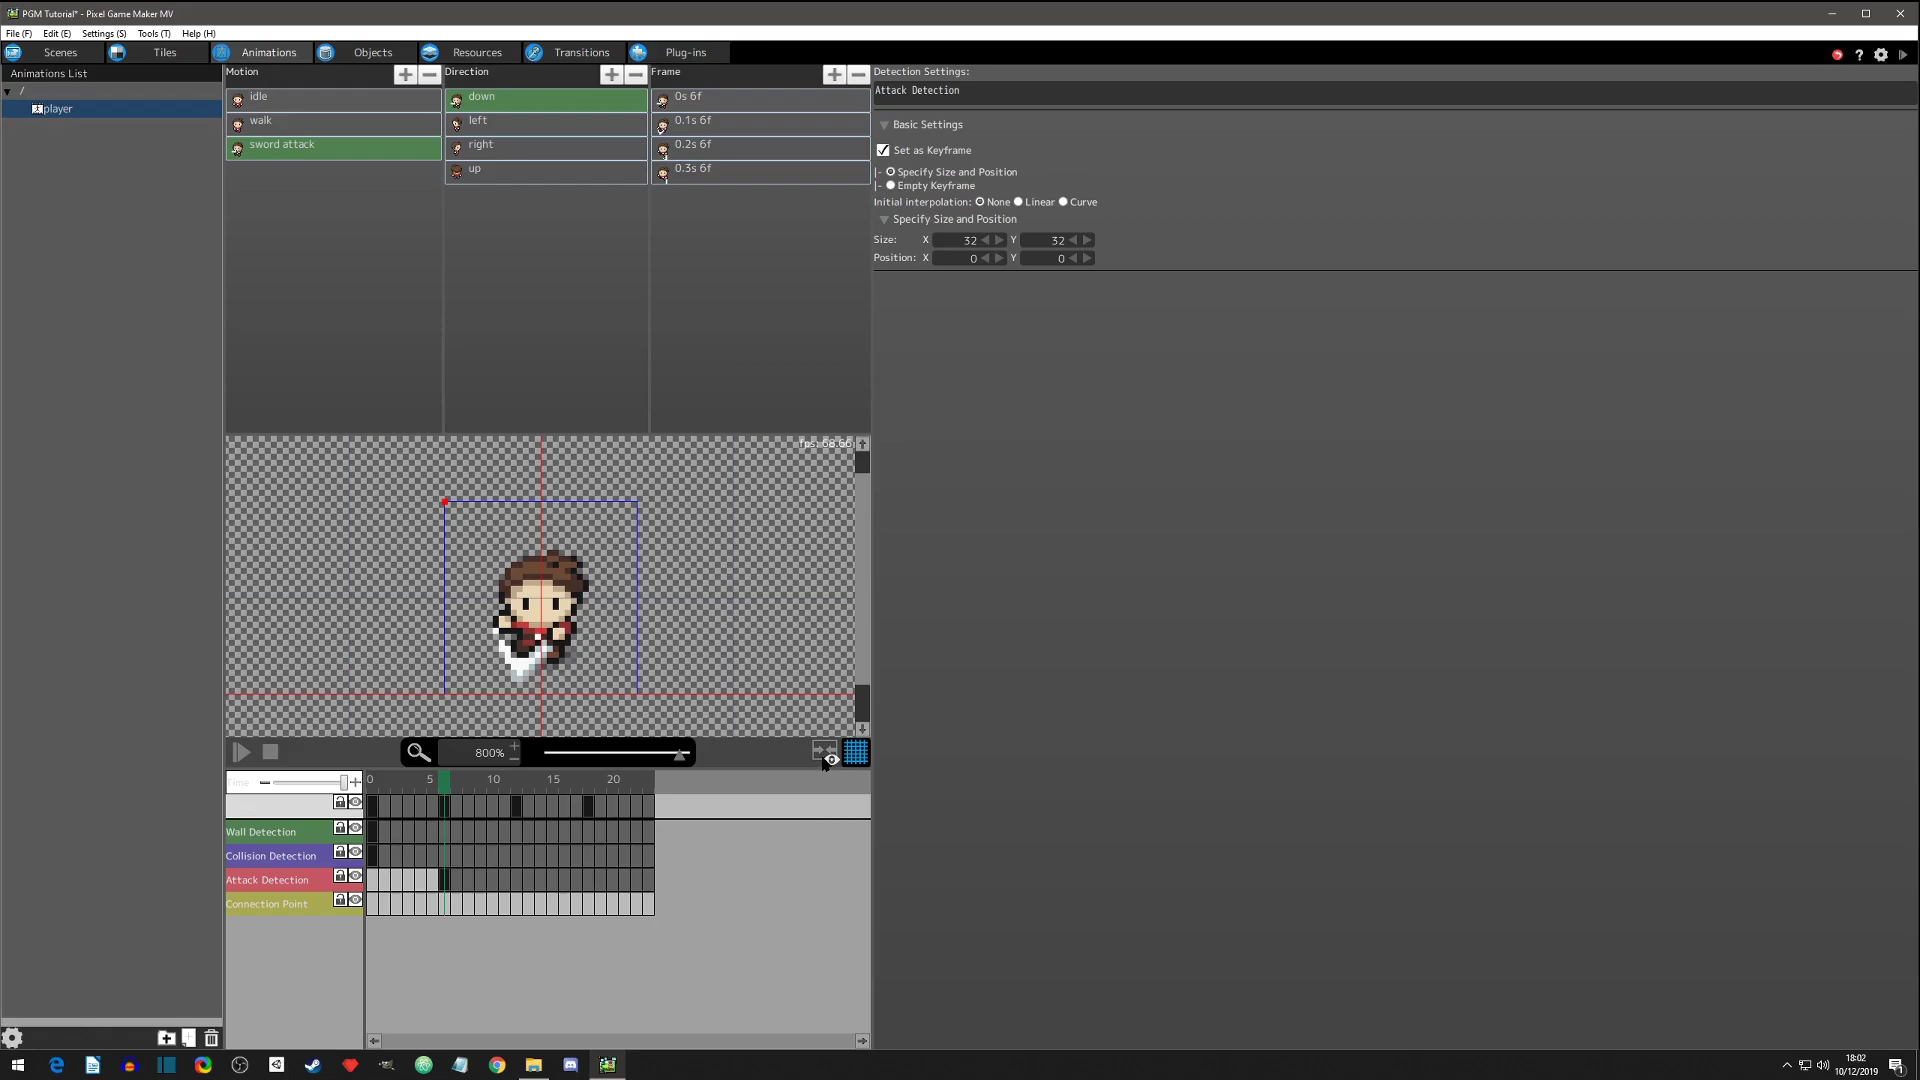 PGM Tutorial* - Pixel Game Maker MV
File (F) Edit (E) Settings (S) Tools (T) Help (H)
Scenes Tiles Animations Objects Resources Transitions Plug-ins
Animations List
/
player
Motion
idle
walk
sword attack
Direction
down
left
right
up
Frame
0s 6f
0.1s 6f
0.2s 6f
0.3s 6f
Detection Settings:
Attack Detection
Basic Settings
Set as Keyframe
|- Specify Size and Position
|- Empty Keyframe
Initial interpolation: None Linear Curve
Specify Size and Position
Size: X 32 Y 32
Position: X 0 Y 0
fps: 68.66
800%
Time
0 5 10 15 20
Wall Detection
Collision Detection
Attack Detection
Connection Point
18:02
10/12/2019